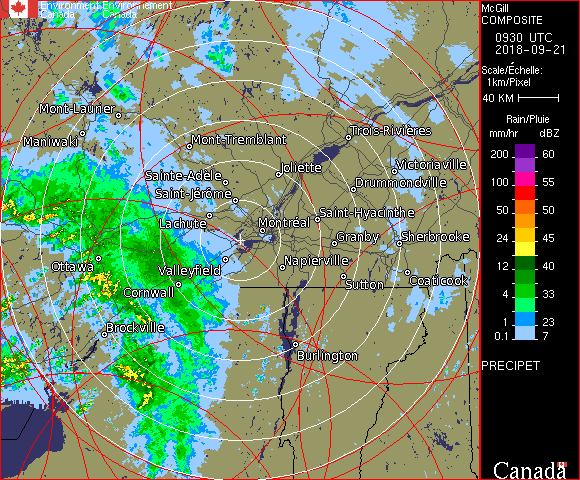 Environment Environnement
Canada Canada
McGill
COMPOSITE
0930 UTC
2018-09-21
Scale/Échelle:
1km/Pixel
40 KM
Rain/Pluie
mm/hr dBZ
200 60
100 55
50 50
24 45
12 40
4 33
1 23
0.1 7
PRECIPET
Canada
Mont-Laurier
Maniwaki
Mont-Tremblant
Trois-Rivières
Sainte-Adèle
Joliette
Victoriaville
Saint-Jérôme
Drummondville
Lachute
Montréal
Saint-Hyacinthe
Granby
Sherbrooke
Ottawa
Valleyfield
Napierville
Cornwall
Sutton
Coaticook
Brockville
Burlington